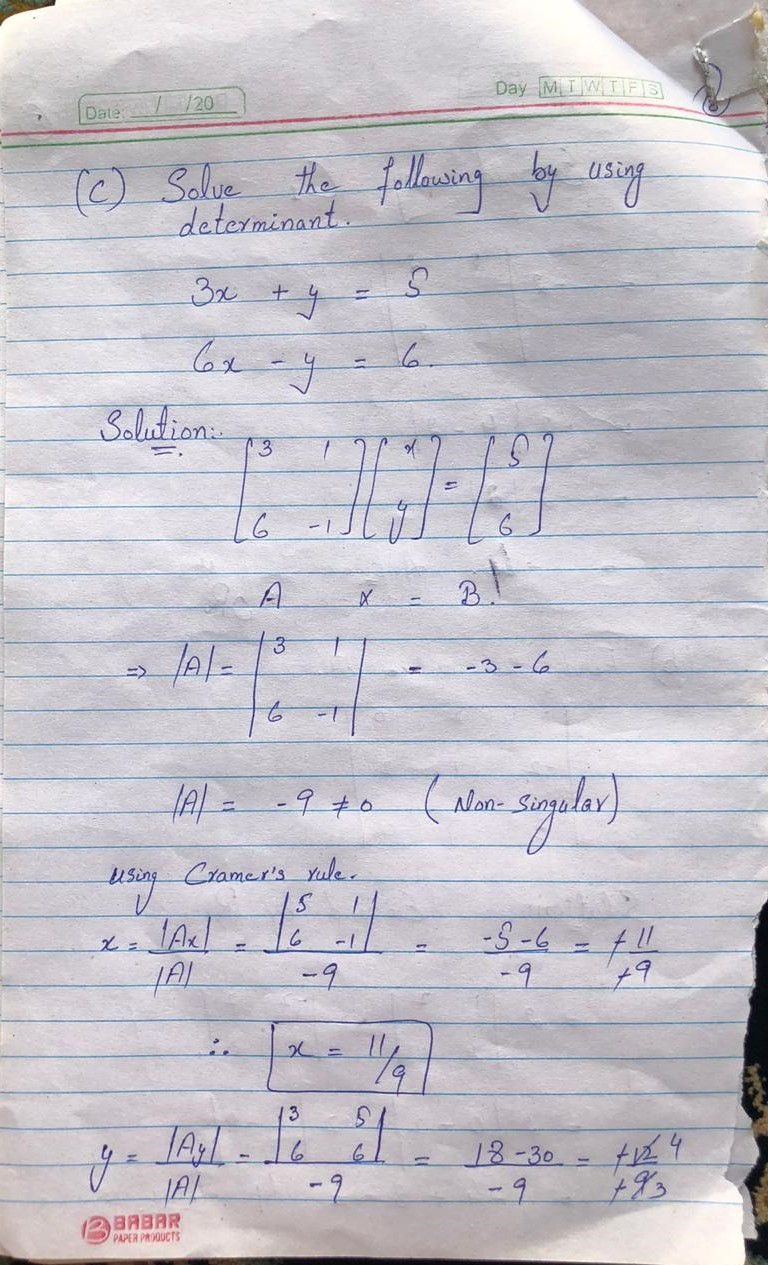 Date: / /20
Day M T W T F S
2
(C) Solve the following by using
determinant.
3x + y = 5
6x - y = 6.
Solution:
[3 1; 6 -1] [x; y] = [5; 6]
A x = B!
⇒ |A| = |3 1; 6 -1| = -3 - 6
|A| = -9 ≠ 0 (Non-Singular)
using Cramer's rule.
x = |Ax|/|A| = |5 1; 6 -1|/-9 = -5-6/-9 = +11/+9
∴ x = 11/9
y = |Ay|/|A| = |3 5; 6 6|/-9 = 18-30/-9 = +12 4/+9 3
BABAR
PAPER PRODUCTS